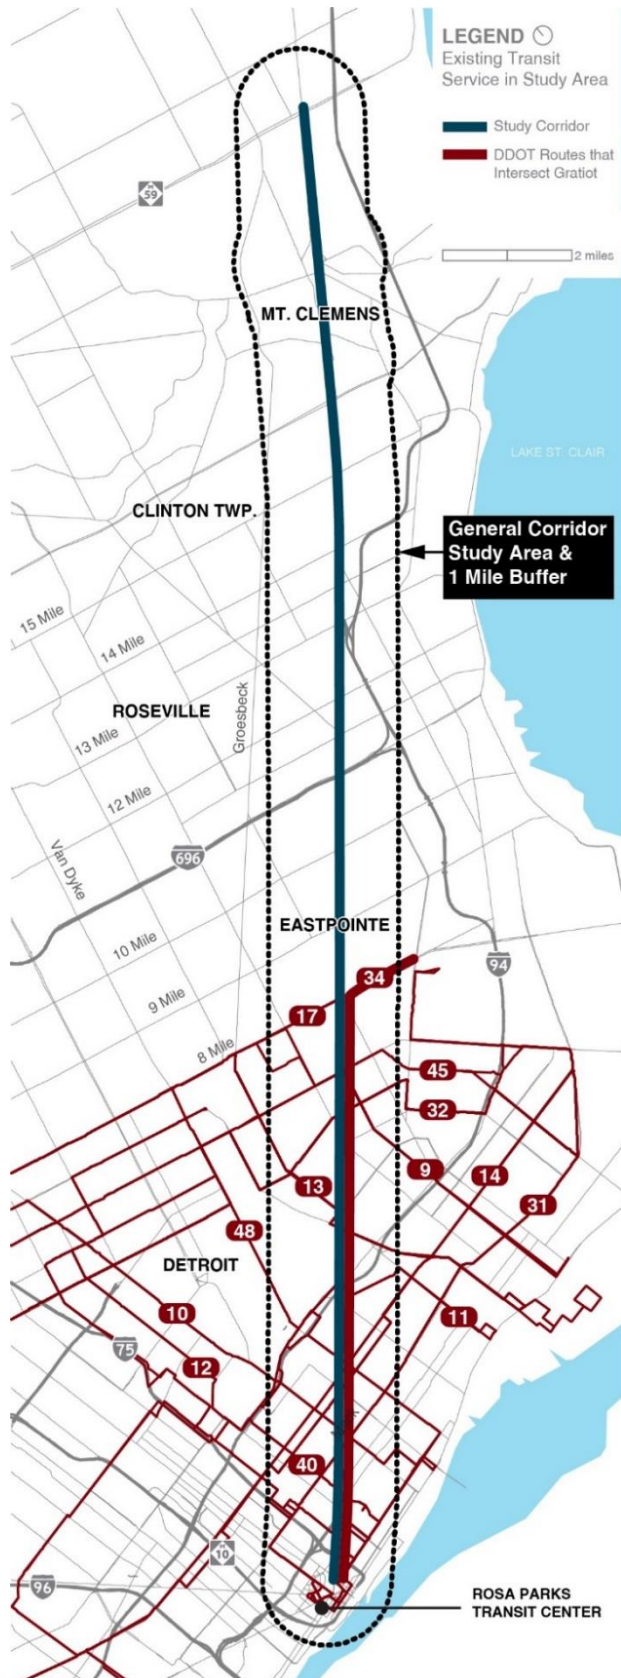 LEGEND
Existing Transit
Service in Study Area
Study Corridor
DDOT Routes that
Intersect Gratiot
2 miles
M
59
MT. CLEMENS
LAKE ST. CLAIR
CLINTON TWP.
General Corridor
Study Area &
1 Mile Buffer
15 Mile
14 Mile
ROSEVILLE
Groesbeck
13 Mile
12 Mile
Van Dyke
696
EASTPOINTE
10 Mile
94
34
9 Mile
17
8 Mile
45
32
9
14
13
31
48
DETROIT
10
11
75
12
40
M
10
96
ROSA PARKS
TRANSIT CENTER